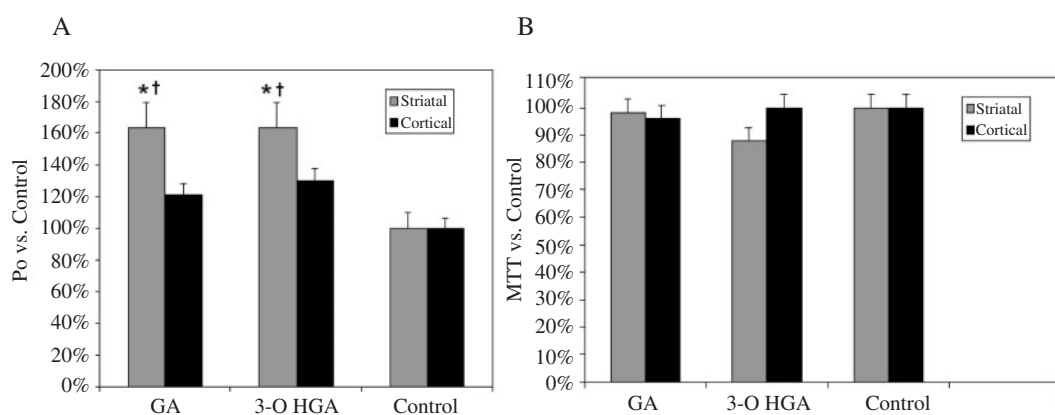 A
Po vs. Control
200%
180%
160%
140%
120%
100%
80%
60%
40%
20%
0%
*†
*†
Striatal
Cortical
GA
3-O HGA
Control
B
MTT vs. Control
110%
100%
90%
80%
70%
60%
50%
40%
30%
20%
10%
0%
Striatal
Cortical
GA
3-O HGA
Control